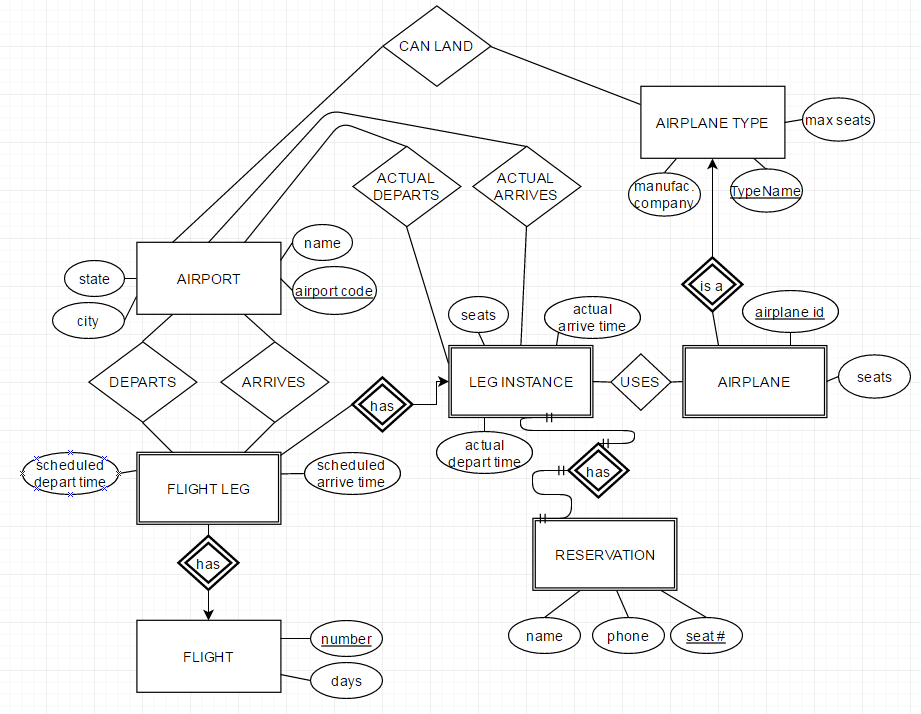 CAN LAND
AIRPLANE TYPE
max seats
manufac.
company
TypeName
ACTUAL
DEPARTS
ACTUAL
ARRIVES
AIRPORT
name
airport code
state
city
is a
seats
actual
arrive time
airplane id
LEG INSTANCE
USES
AIRPLANE
seats
DEPARTS
ARRIVES
has
actual
depart time
scheduled
depart time
FLIGHT LEG
scheduled
arrive time
has
has
RESERVATION
name
phone
seat #
FLIGHT
number
days